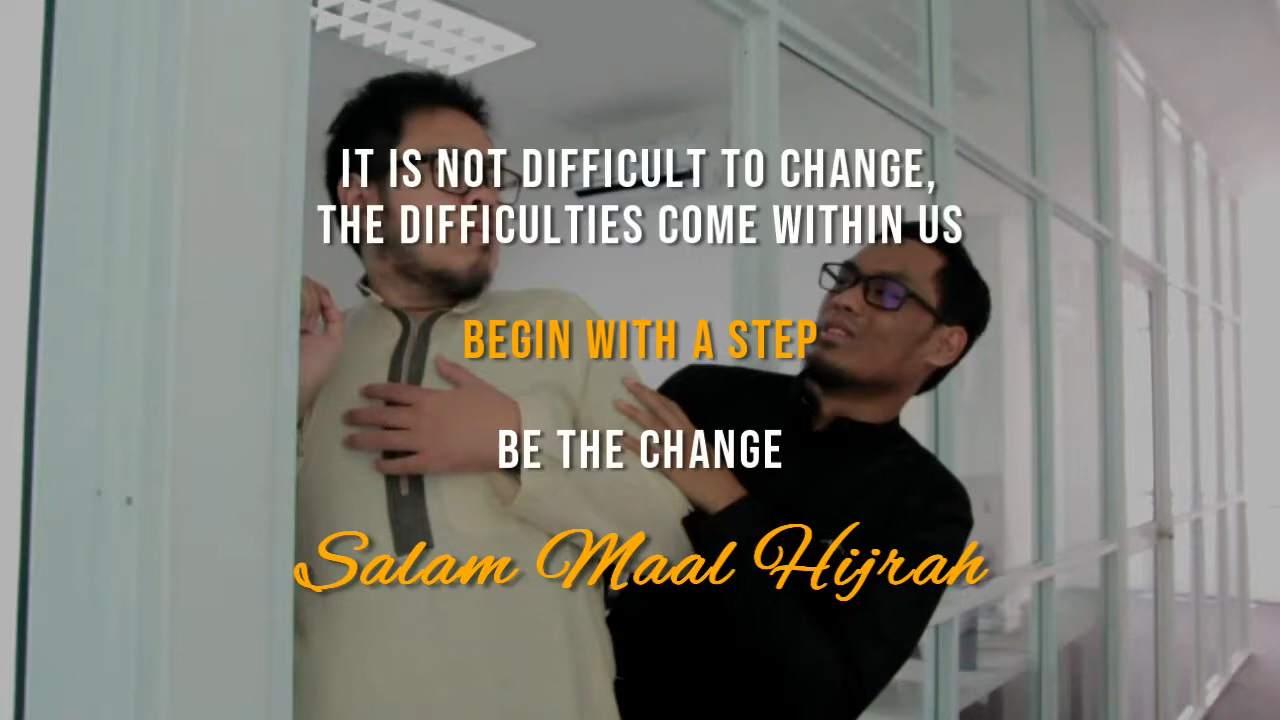 IT IS NOT DIFFICULT TO CHANGE,
THE DIFFICULTIES COME WITHIN US
BEGIN WITH A STEP
BE THE CHANGE
Salam Maal Hijrah